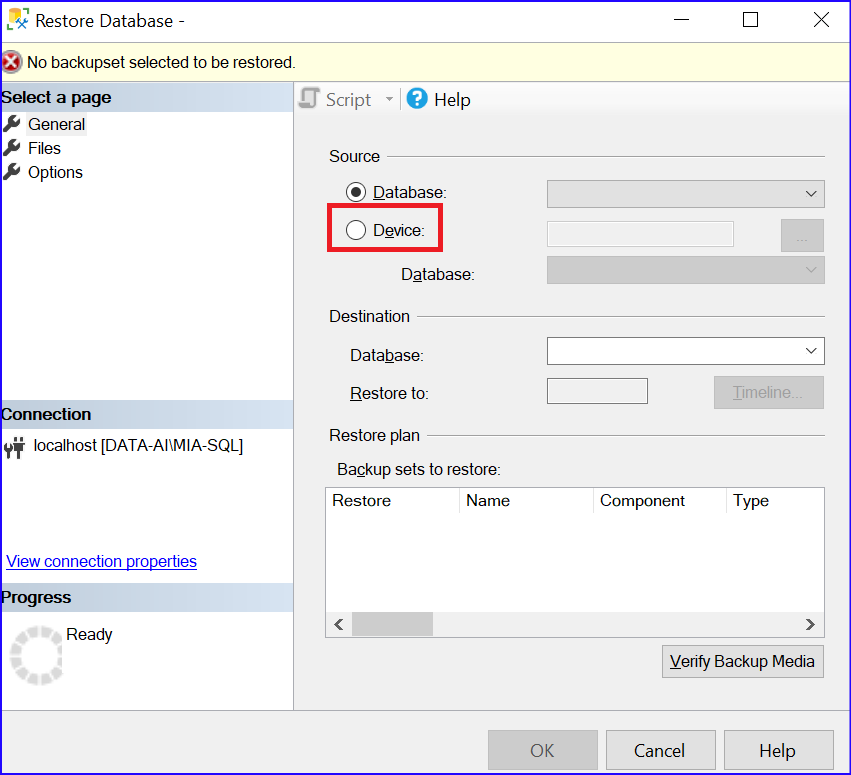 Restore Database -
No backupset selected to be restored.
Select a page
General
Files
Options
Script
Help
Source
Database:
Device:
...
Database:
Destination
Database:
Restore to:
Timeline...
Restore plan
Backup sets to restore:
Restore Name Component Type
Verify Backup Media
Connection
localhost [DATA-AI\MIA-SQL]
View connection properties
Progress
Ready
OK Cancel Help